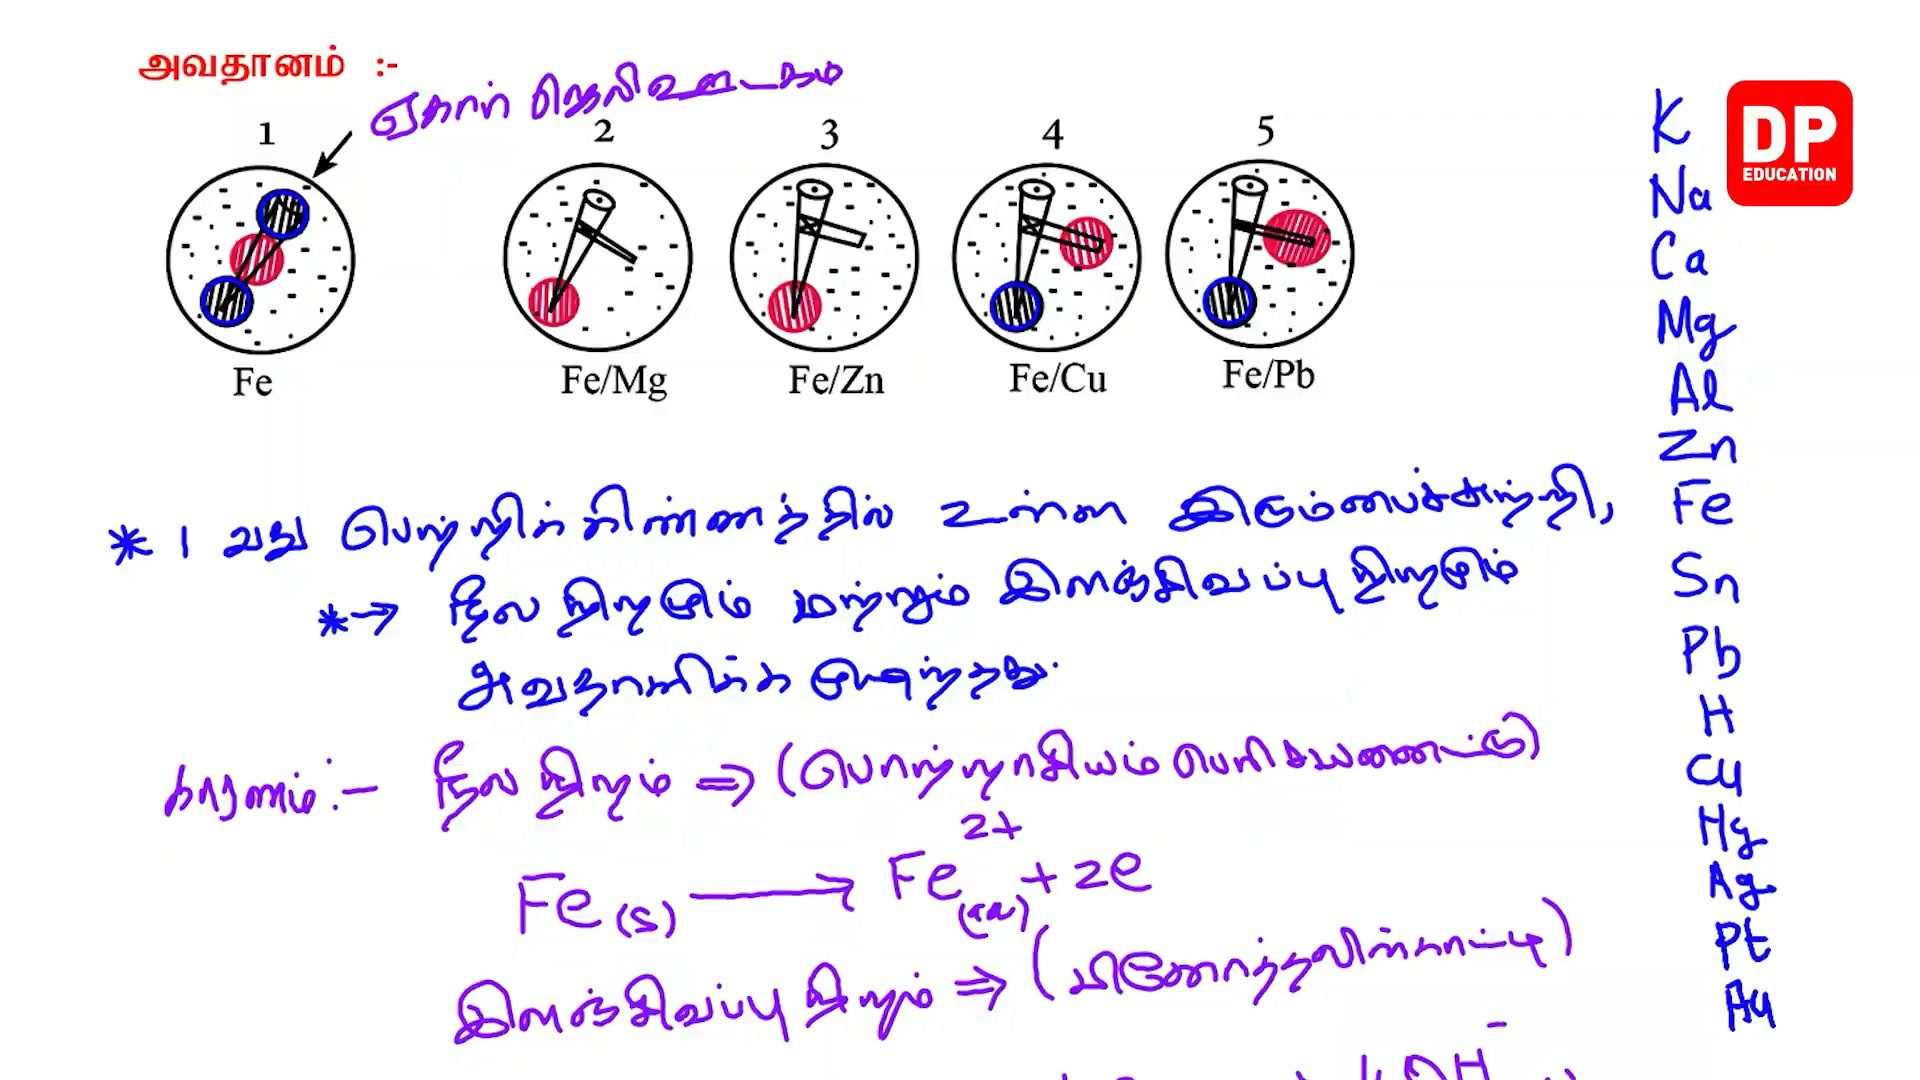 அவதானம் :-
ஏகார் ஜெலி ஊடகம்
1 2 3 4 5
Fe Fe/Mg Fe/Zn Fe/Cu Fe/Pb
* 1 வது பெற்றிக்கிண்ணத்தில் உள்ள இரும்பைச்சுற்றி,
*→ நீல நிறமும் மற்றும் இளஞ்சிவப்பு நிறமும்
அவதானிக்க முடிந்தது.
காரணம் :- நீல நிறம் ⇒ (பொற்றாசியம் பெரிசயனைட்டு)
Fe(s) ⟶ Fe²⁺(aq) + 2e
இளஞ்சிவப்பு நிறம் ⇒ (பினோத்தலின்காட்டி)
4OH⁻
K
Na
Ca
Mg
Al
Zn
Fe
Sn
Pb
H
Cu
Hg
Ag
Pt
Au
DP
EDUCATION